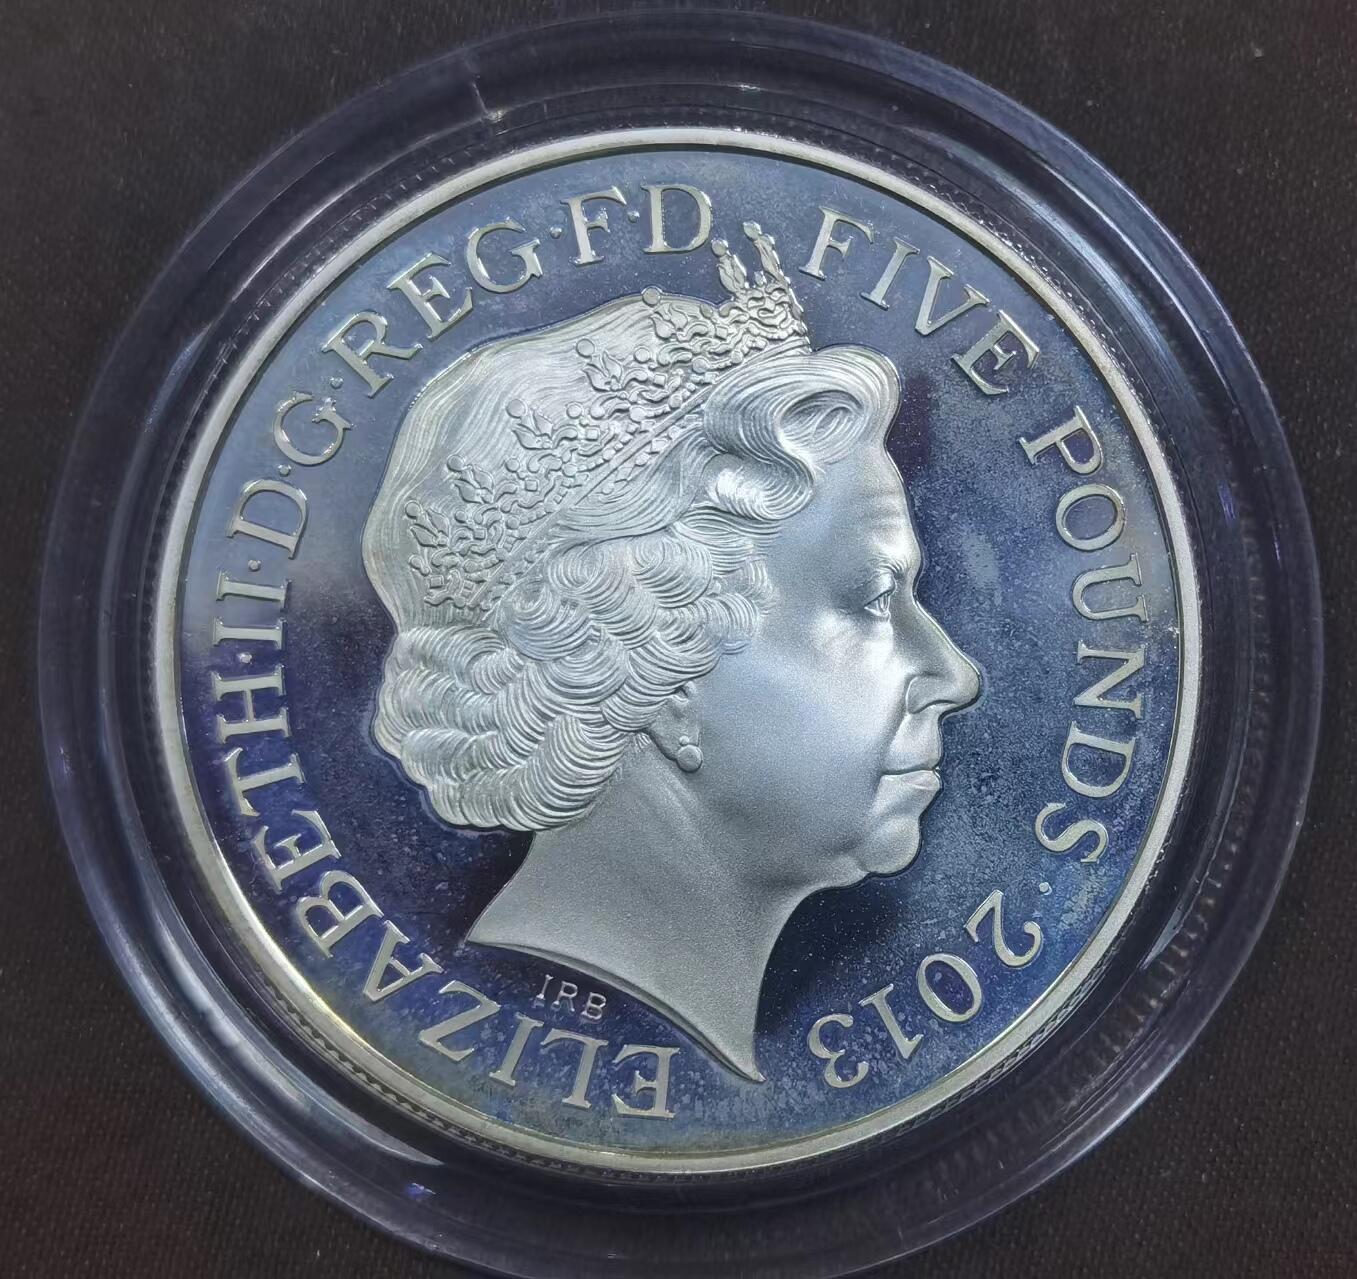 ELIZABETH·II·D·G·REG·F·D
FIVE POUNDS·2013
IRB